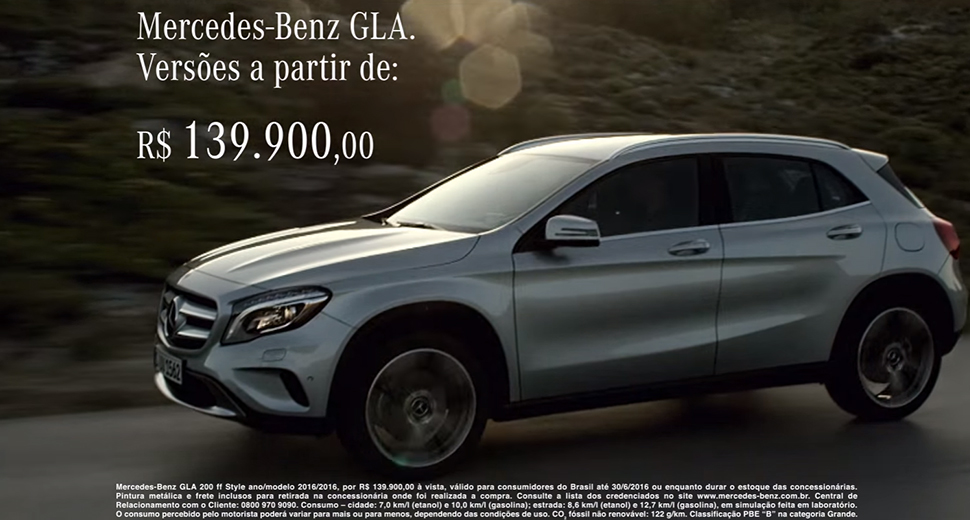 Mercedes-Benz GLA.
Versões a partir de:
R$ 139.900,00
Mercedes-Benz GLA 200 ff Style ano/modelo 2016/2016, por R$ 139.900,00 à vista, válido para consumidores do Brasil até 30/6/2016 ou enquanto durar o estoque das concessionárias.
Pintura metálica e frete inclusos para retirada na concessionária onde foi realizada a compra. Consulte a lista dos credenciados no site www.mercedes-benz.com.br. Central de
Relacionamento com o Cliente: 0800 970 9090. Consumo – cidade: 7,0 km/l (etanol) e 10,0 km/l (gasolina); estrada: 8,6 km/l (etanol) e 12,7 km/l (gasolina), em simulação feita em laboratório.
O consumo percebido pelo motorista poderá variar para mais ou para menos, dependendo das condições de uso. CO₂ fóssil não renovável: 122 g/km. Classificação PBE “B” na categoria Grande.